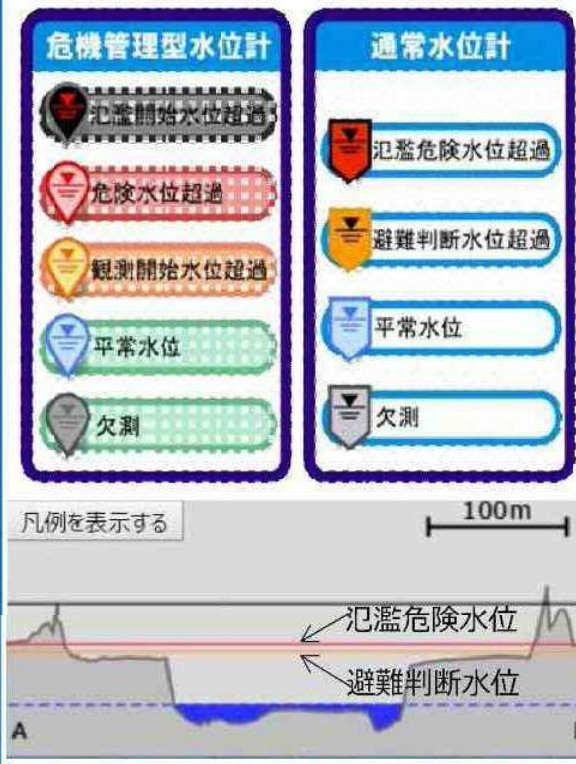 危機管理型水位計
氾濫開始水位超過
危険水位超過
観測開始水位超過
平常水位
欠測
通常水位計
氾濫危険水位超過
避難判断水位超過
平常水位
欠測
凡例を表示する
100m
氾濫危険水位
避難判断水位
A